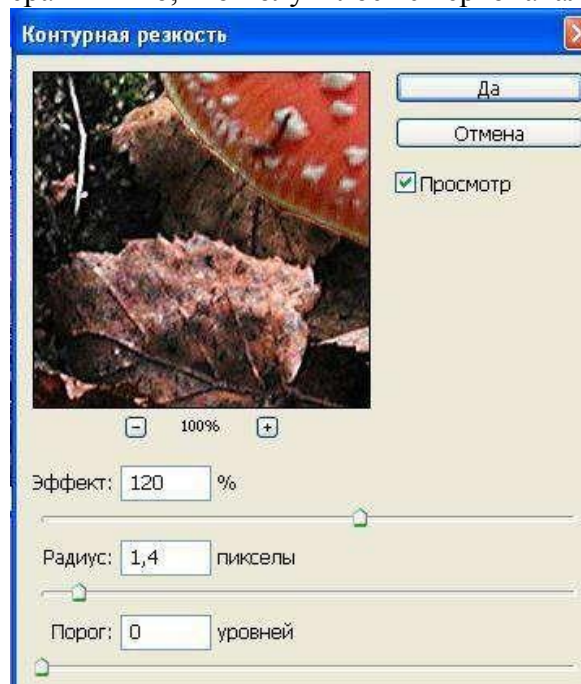 Контурная резкость
Да
Отмена
Просмотр
100%
Эффект: 120 %
Радиус: 1,4 пикселы
Порог: 0 уровней